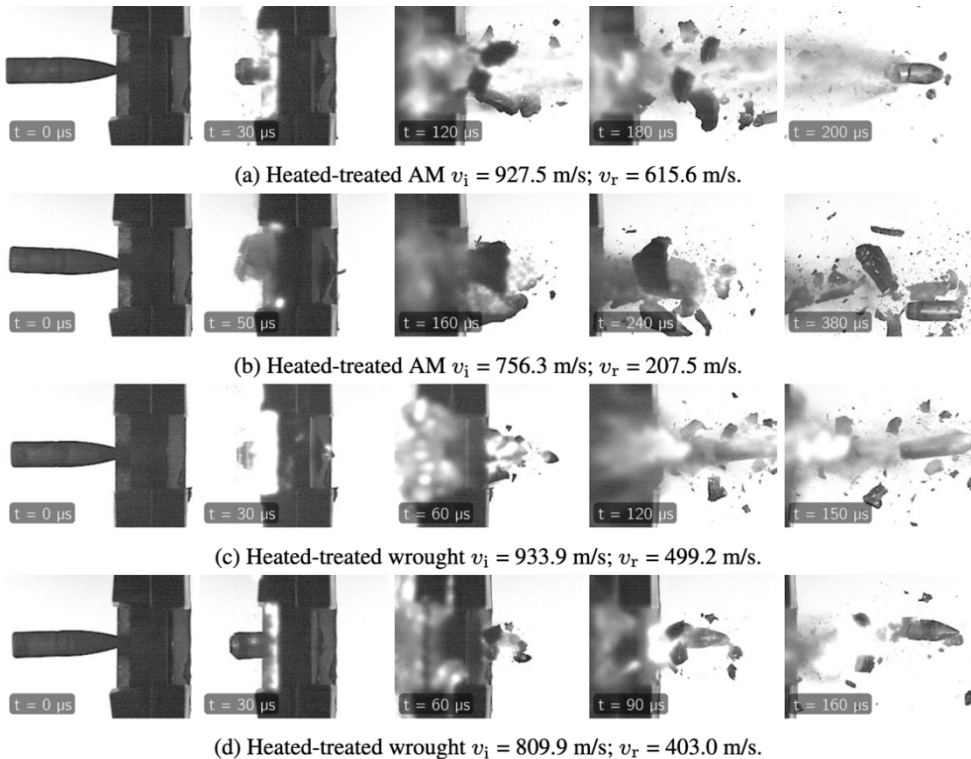 t = 0 µs t = 30 µs t = 120 µs t = 180 µs t = 200 µs
(a) Heated-treated AM vi = 927.5 m/s; vr = 615.6 m/s.
t = 0 µs t = 50 µs t = 160 µs t = 240 µs t = 380 µs
(b) Heated-treated AM vi = 756.3 m/s; vr = 207.5 m/s.
t = 0 µs t = 30 µs t = 60 µs t = 120 µs t = 150 µs
(c) Heated-treated wrought vi = 933.9 m/s; vr = 499.2 m/s.
t = 0 µs t = 30 µs t = 60 µs t = 90 µs t = 160 µs
(d) Heated-treated wrought vi = 809.9 m/s; vr = 403.0 m/s.